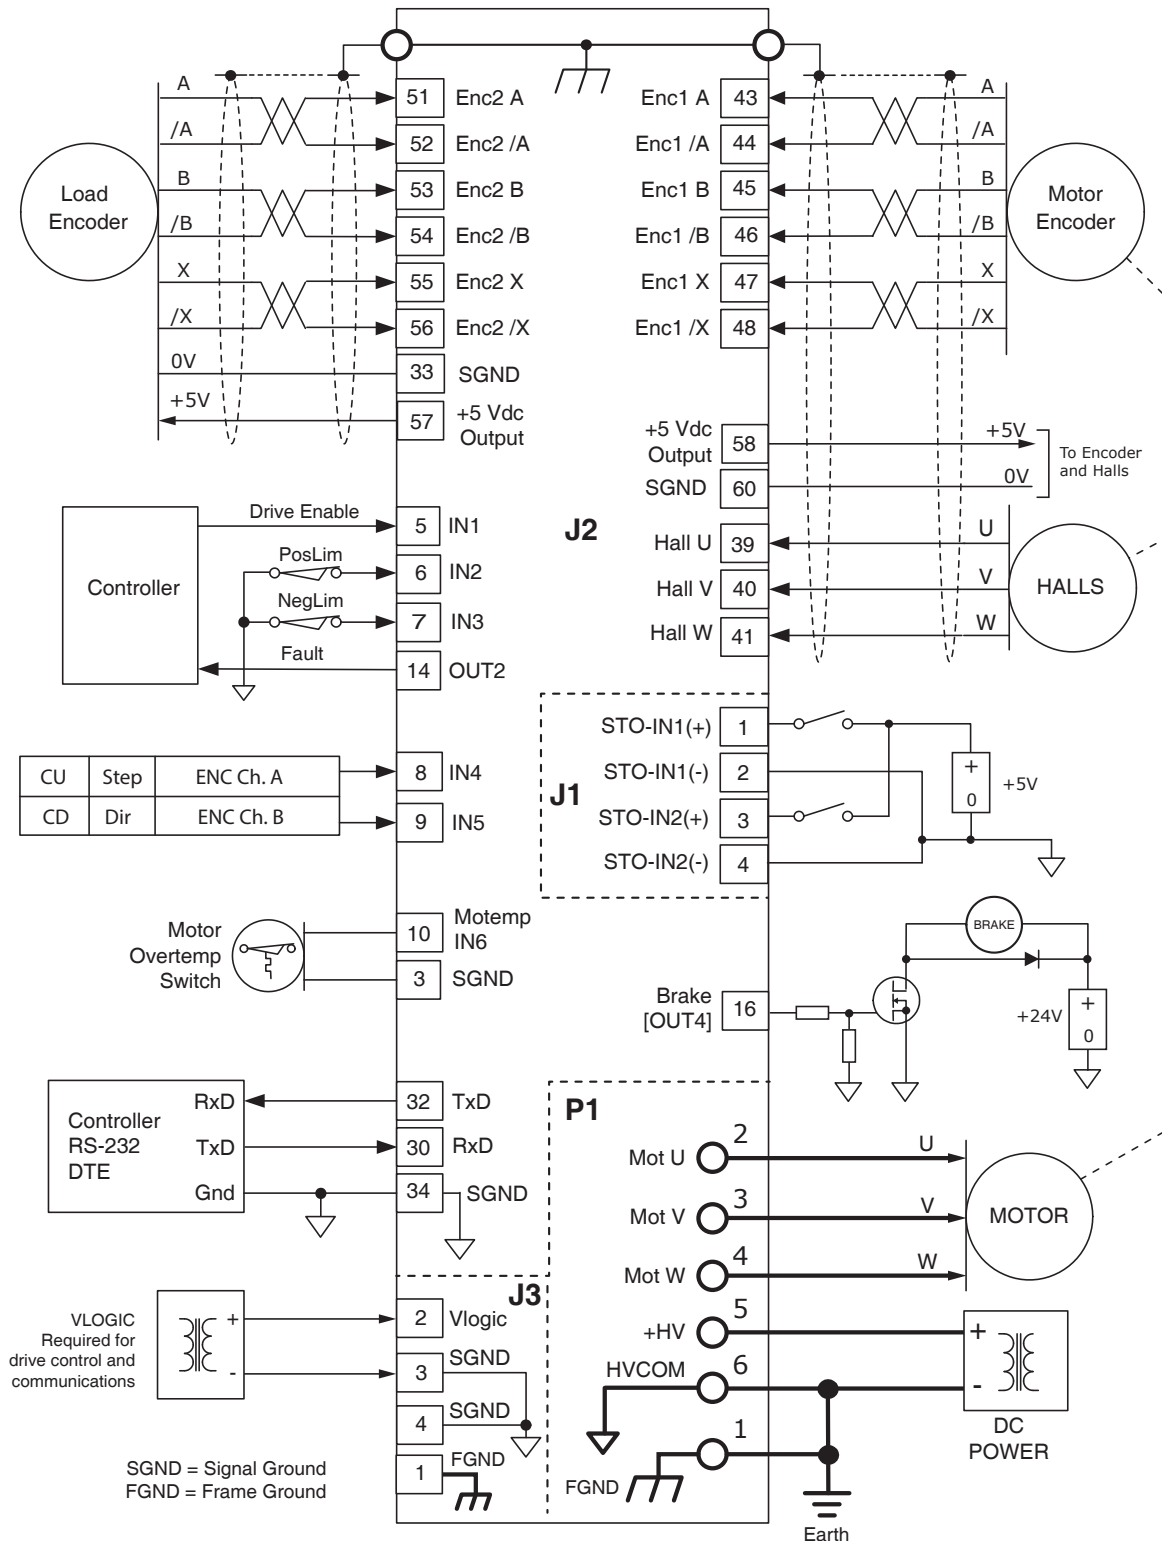 A
51 Enc2 A
/A
52 Enc2 /A
B
53 Enc2 B
/B
54 Enc2 /B
X
55 Enc2 X
/X
56 Enc2 /X
0V
33 SGND
+5V
57 +5 Vdc
Output
Load
Encoder
Enc1 A 43
A
Enc1 /A 44
/A
Enc1 B 45
B
Enc1 /B 46
/B
Enc1 X 47
X
Enc1 /X 48
/X
Motor
Encoder
+5 Vdc
Output 58
+5V
SGND 60
0V
To Encoder
and Halls
J2
Hall U 39
U
Hall V 40
V
Hall W 41
W
HALLS
Controller
Drive Enable
5 IN1
PosLim
6 IN2
NegLim
7 IN3
Fault
14 OUT2
J1
STO-IN1(+) 1
STO-IN1(-) 2
STO-IN2(+) 3
STO-IN2(-) 4
+
0
+5V
CU Step ENC Ch. A
8 IN4
CD Dir ENC Ch. B
9 IN5
Motor
Overtemp
Switch
10 Motemp
IN6
3 SGND
BRAKE
Brake
[OUT4] 16
+24V
+
0
Controller
RS-232
DTE
RxD
32 TxD
TxD
30 RxD
Gnd
34 SGND
P1
Mot U 2
U
Mot V 3
V
Mot W 4
W
MOTOR
+HV 5
+
HVCOM 6
-
DC
POWER
1
FGND
Earth
J3
VLOGIC
Required for
drive control and
communications
+
-
2 Vlogic
3 SGND
4 SGND
1 FGND
SGND = Signal Ground
FGND = Frame Ground